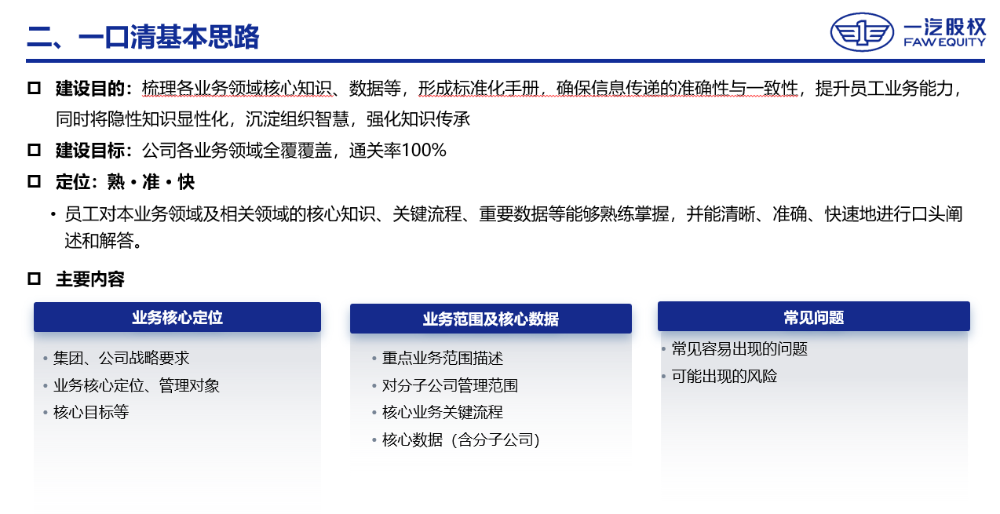 二、一口清基本思路
一汽股权
FAW EQUITY
建设目的：梳理各业务领域核心知识、数据等，形成标准化手册，确保信息传递的准确性与一致性，提升员工业务能力，
同时将隐性知识显性化，沉淀组织智慧，强化知识传承
建设目标：公司各业务领域全覆覆盖，通关率100%
定位：熟·准·快
• 员工对本业务领域及相关领域的核心知识、关键流程、重要数据等能够熟练掌握，并能清晰、准确、快速地进行口头阐
述和解答。
主要内容
业务核心定位
• 集团、公司战略要求
• 业务核心定位、管理对象
• 核心目标等
业务范围及核心数据
• 重点业务范围描述
• 对分子公司管理范围
• 核心业务关键流程
• 核心数据（含分子公司）
常见问题
• 常见容易出现的问题
• 可能出现的风险